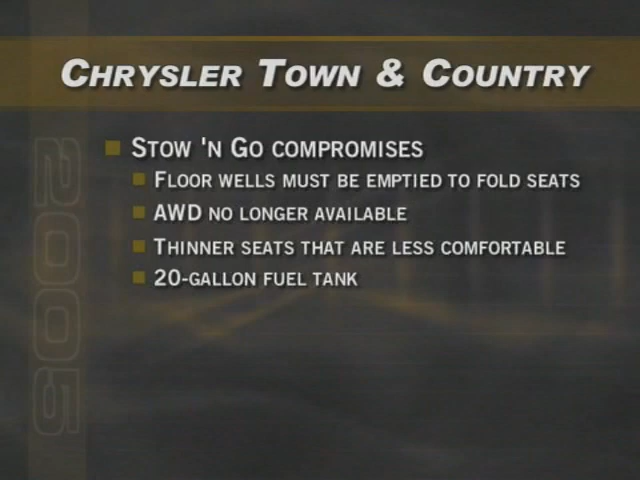 CHRYSLER TOWN & COUNTRY
STOW 'N GO COMPROMISES
FLOOR WELLS MUST BE EMPTIED TO FOLD SEATS
AWD NO LONGER AVAILABLE
THINNER SEATS THAT ARE LESS COMFORTABLE
20-GALLON FUEL TANK
2005